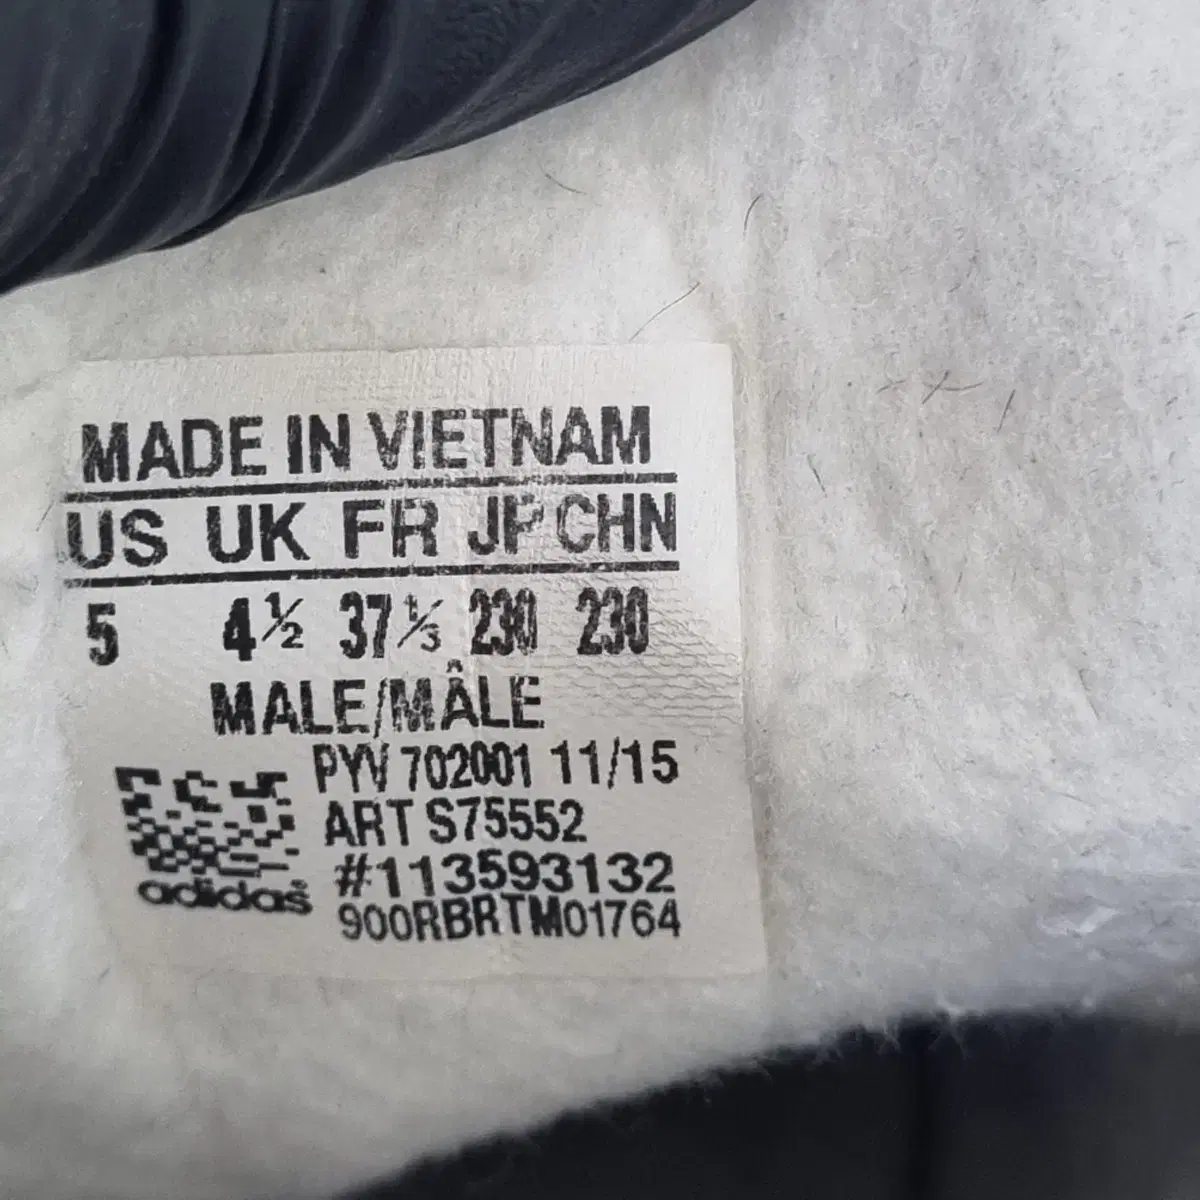 MADE IN VIETNAM
US UK FR JP CHN
5 4½ 37⅓ 230 230
MALE/MÂLE
PYV 702001 11/15
ART S75552
#113593132
900RBRTM01764
adidas